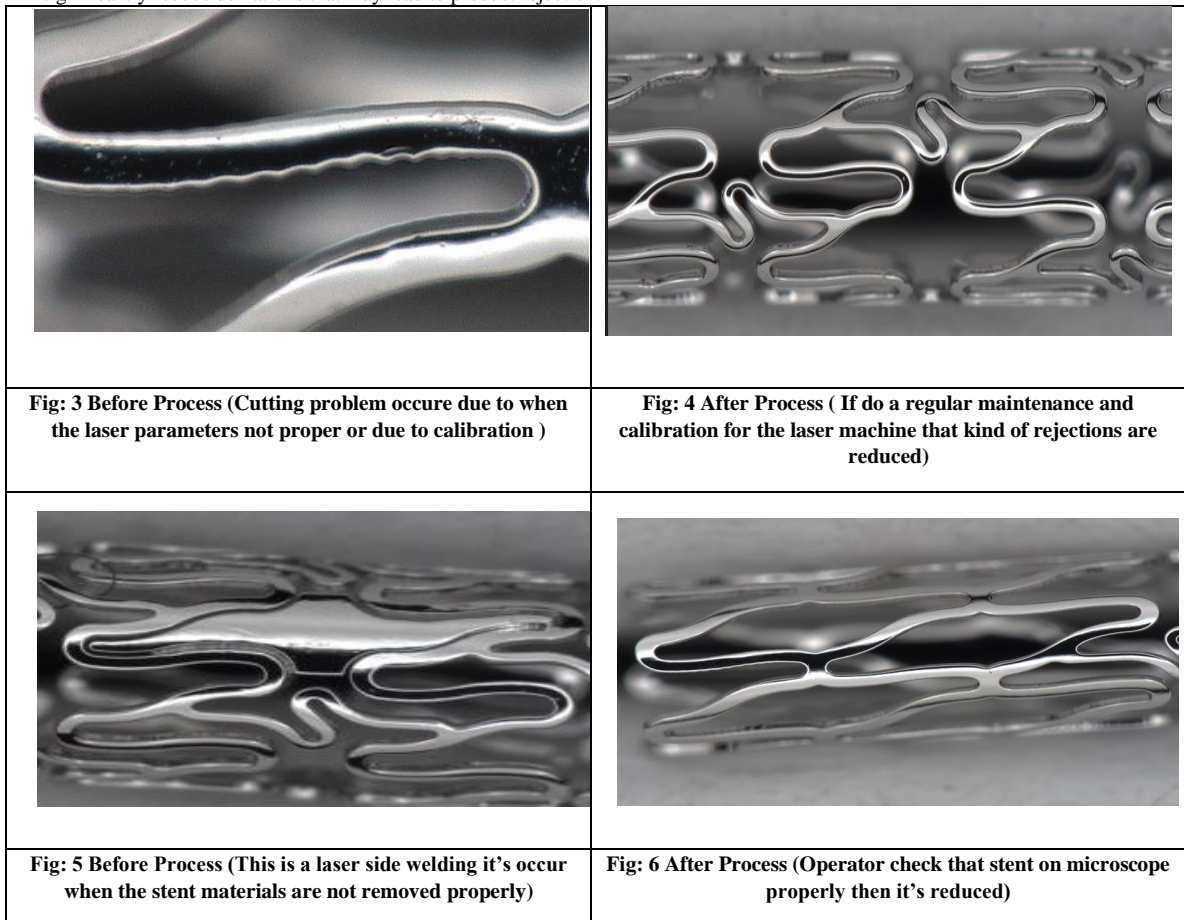 Fig: 3 Before Process (Cutting problem occure due to when
the laser parameters not proper or due to calibration )
Fig: 4 After Process ( If do a regular maintenance and
calibration for the laser machine that kind of rejections are
reduced)
Fig: 5 Before Process (This is a laser side welding it’s occur
when the stent materials are not removed properly)
Fig: 6 After Process (Operator check that stent on microscope
properly then it’s reduced)